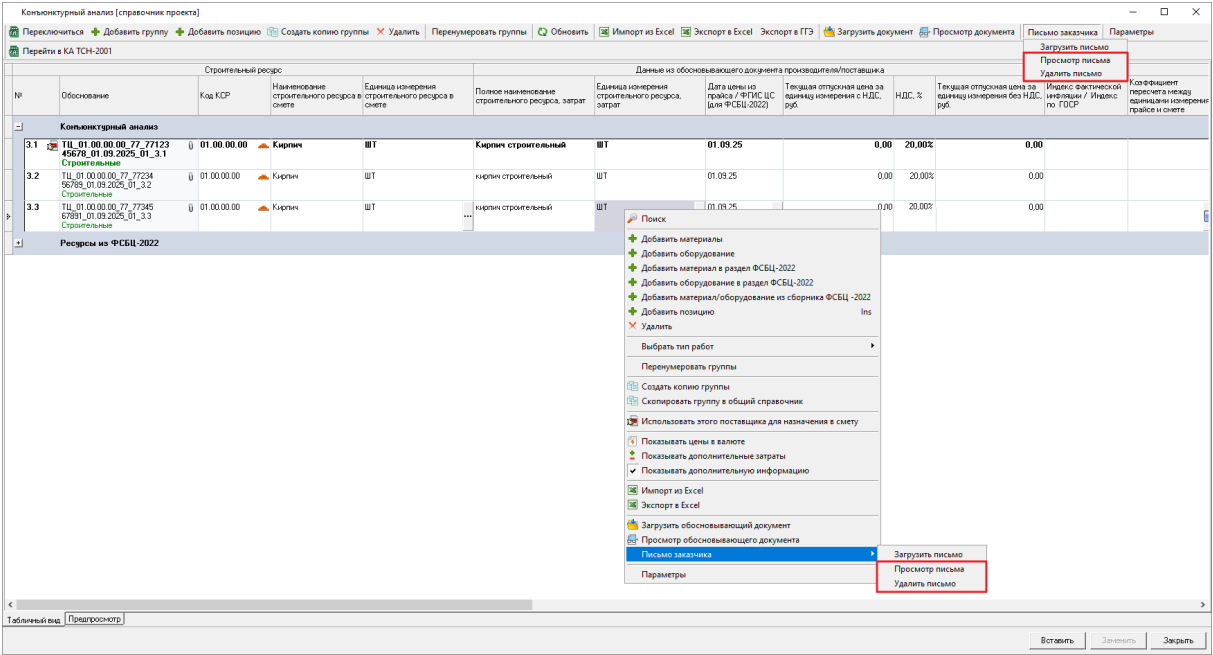 Конъюнктурный анализ [справочник проекта]
Переключиться Добавить группу Добавить позицию Создать копию группы Удалить Перенумеровать группы Обновить Импорт из Excel Экспорт в Excel Экспорт в ГГЭ Загрузить документ Просмотр документа Письмо заказчика Параметры
Загрузить письмо
Просмотр письма
Удалить письмо
Перейти в КА ТСН-2001
Строительный ресурс
Данные из обосновывающего документа производителя/поставщика
№
Обоснование
Код КСР
Наименование строительного ресурса в смете
Единица измерения строительного ресурса в смете
Полное наименование строительного ресурса, затрат
Единица измерения строительного ресурса, затрат
Дата цены из прайса / ФГИС ЦС (для ФСБЦ-2022)
Текущая отпускная цена за единицу измерения с НДС, руб.
НДС, %
Текущая отпускная цена за единицу измерения без НДС, руб.
Индекс фактической инфляции / Индекс по ГОСР
Коэффициент пересчета между единицами измерения прайсе и смете
Конъюнктурный анализ
3.1 ТЦ_01.00.00.00_77_77123 01.00.00.00 Кирпич ШТ Кирпич строительный ШТ 01.09.25 0,00 20,00% 0,00
45678_01.09.2025_01_3.1
Строительные
3.2 ТЦ_01.00.00.00_77_77234 01.00.00.00 Кирпич ШТ кирпич строительный ШТ 01.09.25 0,00 20,00% 0,00
56789_01.09.2025_01_3.2
Строительные
3.3 ТЦ_01.00.00.00_77_77345 01.00.00.00 Кирпич ШТ ... кирпич строительный ШТ 01.09.25 0,00 20,00% 0,00
67891_01.09.2025_01_3.3
Строительные
Ресурсы из ФСБЦ-2022
Поиск
Добавить материалы
Добавить оборудование
Добавить материал в раздел ФСБЦ-2022
Добавить оборудование в раздел ФСБЦ-2022
Добавить материал/оборудование из сборника ФСБЦ -2022
Добавить позицию Ins
Удалить
Выбрать тип работ
Перенумеровать группы
Создать копию группы
Скопировать группу в общий справочник
Использовать этого поставщика для назначения в смету
Показывать цены в валюте
Показывать дополнительные затраты
Показывать дополнительную информацию
Импорт из Excel
Экспорт в Excel
Загрузить обосновывающий документ
Просмотр обосновывающего документа
Письмо заказчика
Параметры
Загрузить письмо
Просмотр письма
Удалить письмо
Табличный вид Предпросмотр
Вставить Заменить Закрыть